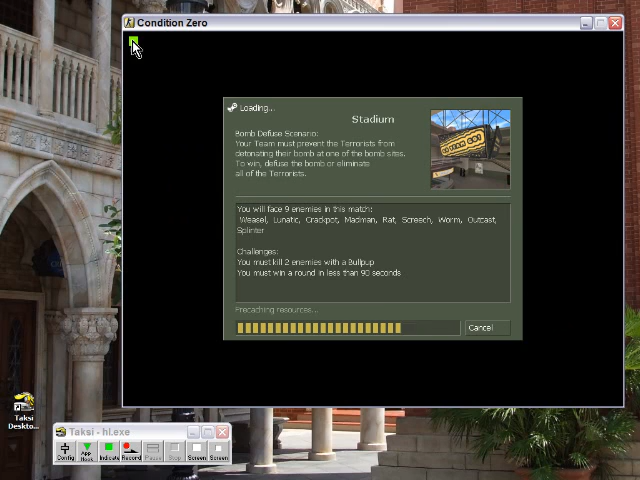 Condition Zero
Loading...
Stadium
Bomb Defuse Scenario:
Your Team must prevent the Terrorists from
detonating their bomb at one of the bomb sites.
To win, defuse the bomb or eliminate
all of the Terrorists.
You will face 9 enemies in this match:
Weasel, Lunatic, Crackpot, Madman, Rat, Screech, Worm, Outcast,
Splinter
Challenges:
You must kill 2 enemies with a Bullpup
You must win a round in less than 90 seconds
Precaching resources...
Cancel
Taksi
Deskto...
Taksi - hl.exe
Config App Hook Indicate Record Pause Stop Screen Screen